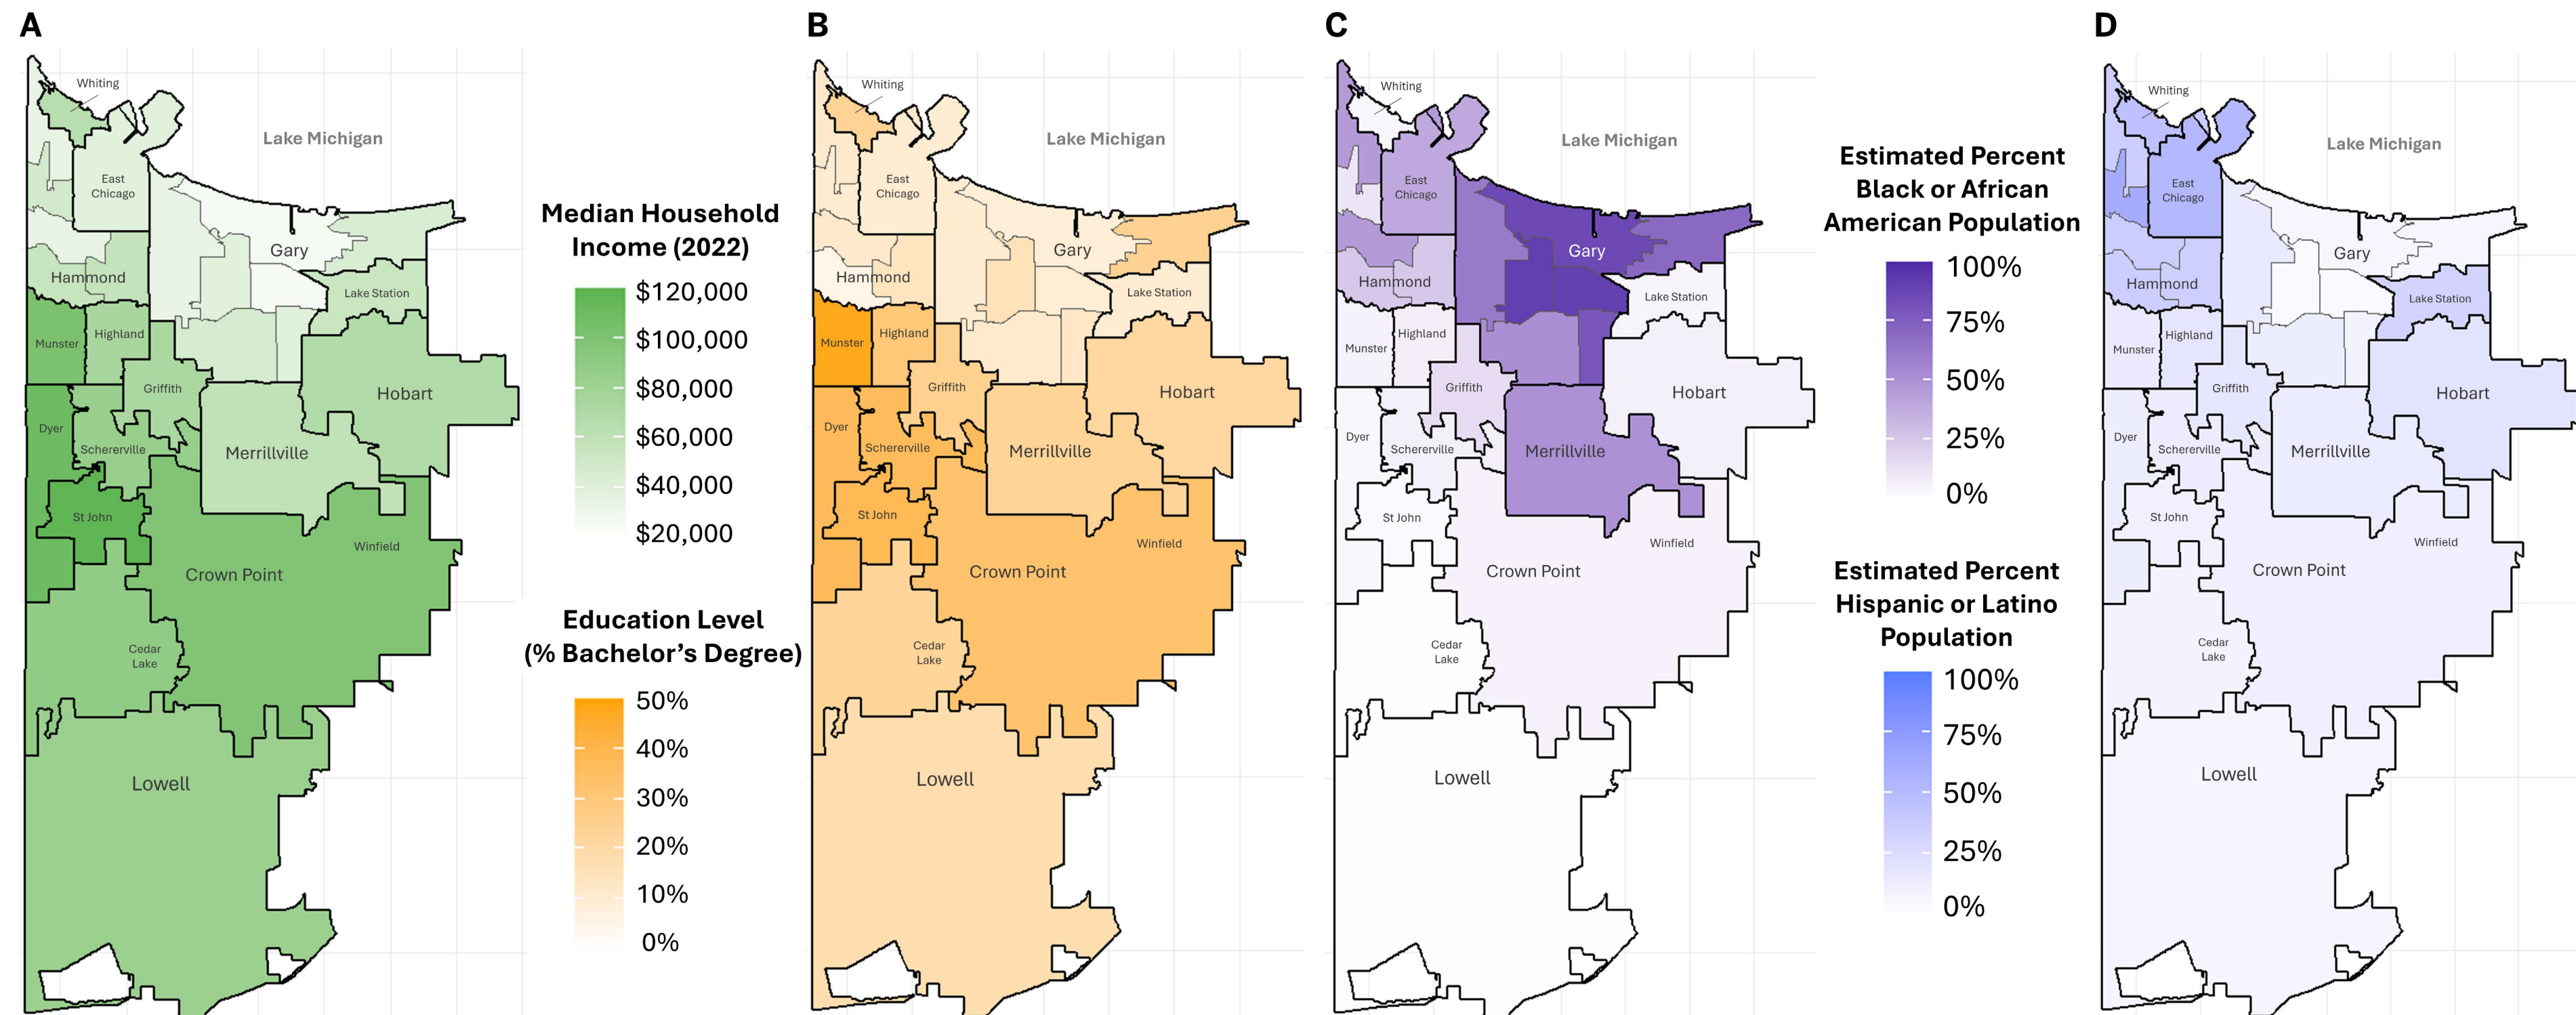 A
Whiting
Lake Michigan
East
Chicago
Gary
Hammond
Lake Station
Highland
Munster
Griffith
Hobart
Dyer
Schererville
Merrillville
St John
Winfield
Crown Point
Cedar
Lake
Lowell
Median Household
Income (2022)
$120,000
$100,000
$80,000
$60,000
$40,000
$20,000
Education Level
(% Bachelor's Degree)
50%
40%
30%
20%
10%
0%
B
Whiting
Lake Michigan
East
Chicago
Gary
Hammond
Lake Station
Highland
Munster
Griffith
Hobart
Dyer
Schererville
Merrillville
St John
Winfield
Crown Point
Cedar
Lake
Lowell
C
Whiting
Lake Michigan
East
Chicago
Gary
Hammond
Lake Station
Highland
Munster
Griffith
Hobart
Dyer
Schererville
Merrillville
St John
Winfield
Crown Point
Cedar
Lake
Lowell
Estimated Percent
Black or African
American Population
100%
75%
50%
25%
0%
Estimated Percent
Hispanic or Latino
Population
100%
75%
50%
25%
0%
D
Whiting
Lake Michigan
East
Chicago
Gary
Hammond
Lake Station
Highland
Munster
Griffith
Hobart
Dyer
Schererville
Merrillville
St John
Winfield
Crown Point
Cedar
Lake
Lowell